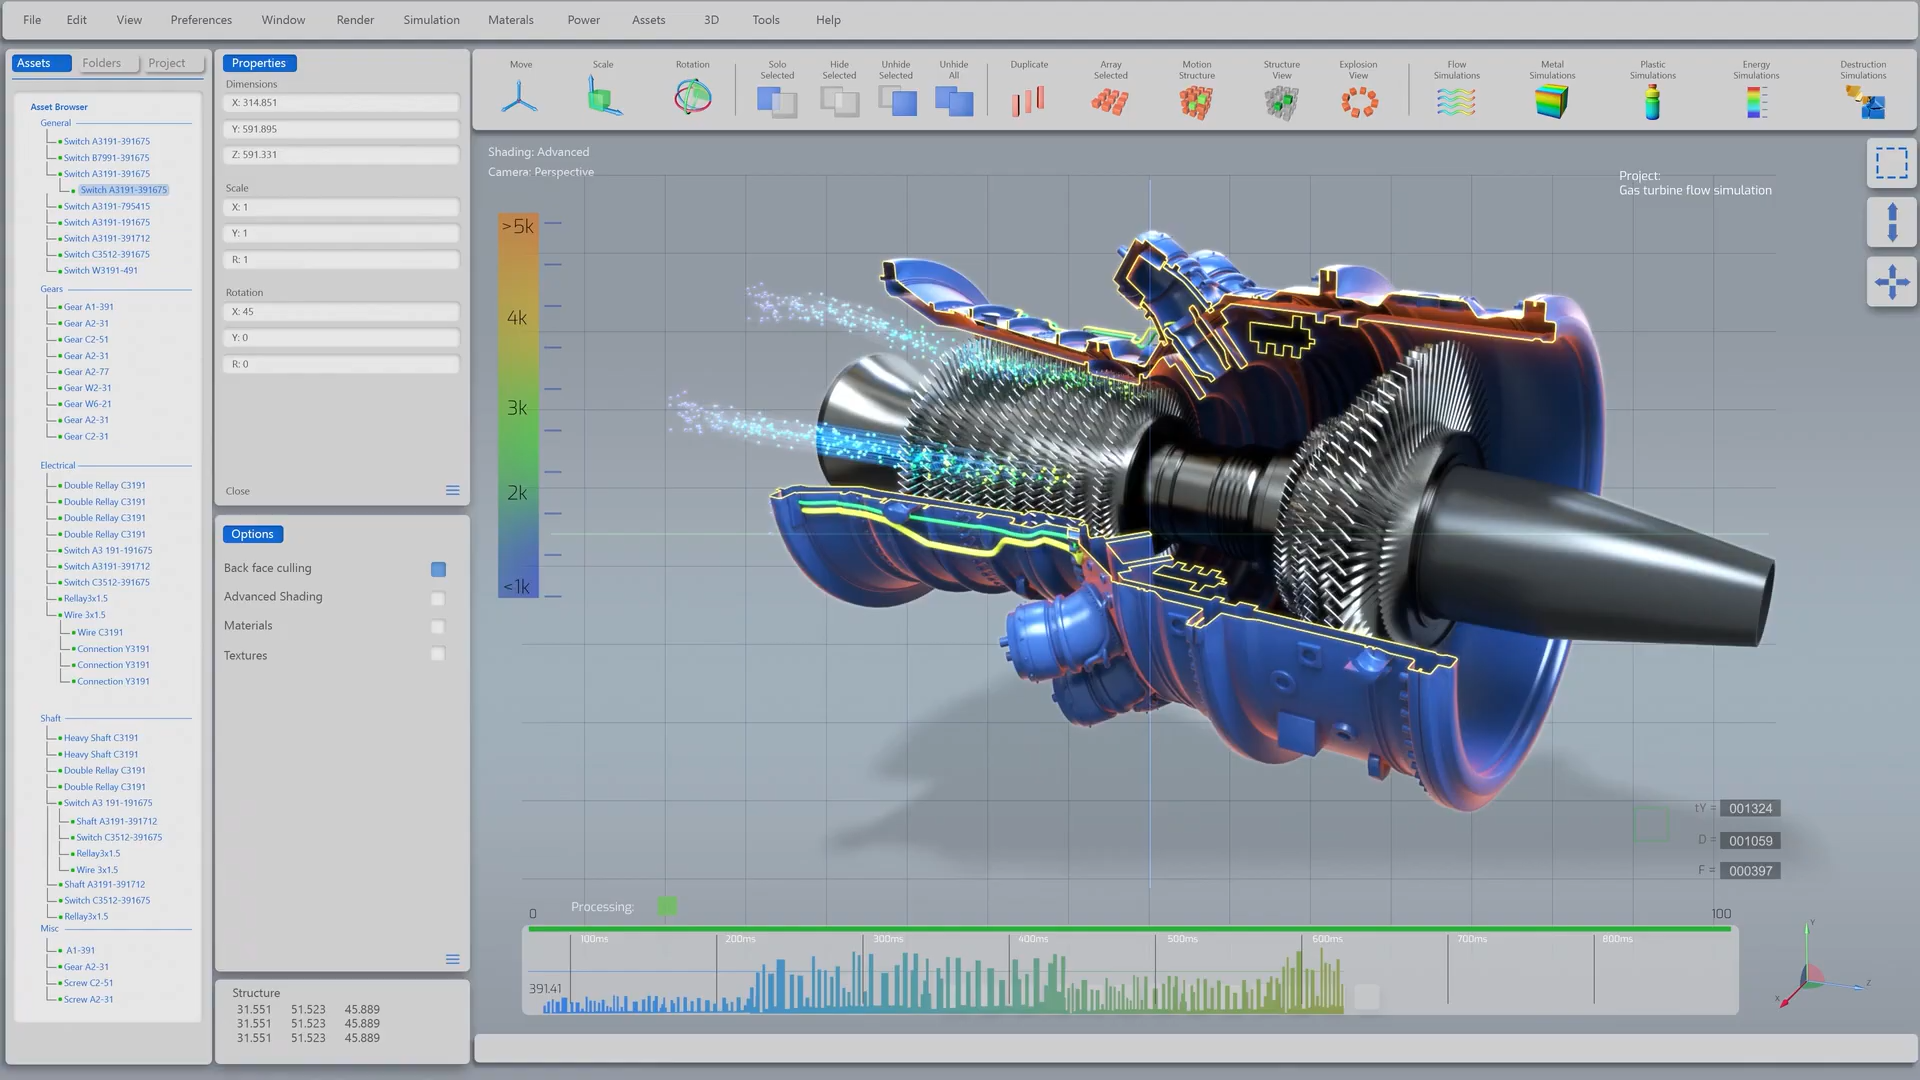 File Edit View Preferences Window Render Simulation Materals Power Assets 3D Tools Help
Assets Folders Project
Asset Browser
General
Switch A3191-391675
Switch B7991-391675
Switch A3191-391675
Switch A3191-391675
Switch A3191-795415
Switch A3191-191675
Switch A3191-391712
Switch C3512-391675
Switch W3191-491
Gears
Gear A1-391
Gear A2-31
Gear C2-51
Gear A2-31
Gear A2-77
Gear W2-31
Gear W6-21
Gear A2-31
Gear C2-31
Electrical
Double Rellay C3191
Double Rellay C3191
Double Rellay C3191
Double Rellay C3191
Switch A3 191-191675
Switch A3191-391712
Switch C3512-391675
Rellay3x1.5
Wire 3x1.5
Wire C3191
Connection Y3191
Connection Y3191
Connection Y3191
Shaft
Heavy Shaft C3191
Heavy Shaft C3191
Double Rellay C3191
Double Rellay C3191
Switch A3 191-191675
Shaft A3191-391712
Switch C3512-391675
Rellay3x1.5
Wire 3x1.5
Shaft A3191-391712
Switch C3512-391675
Rellay3x1.5
Misc
A1-391
Gear A2-31
Screw C2-51
Screw A2-31
Properties
Dimensions
X: 314.851
Y: 591.895
Z: 591.331
Scale
X: 1
Y: 1
R: 1
Rotation
X: 45
Y: 0
R: 0
Close
Options
Back face culling
Advanced Shading
Materials
Textures
Structure
31.551 51.523 45.889
31.551 51.523 45.889
31.551 51.523 45.889
Move
Scale
Rotation
Solo
Selected
Hide
Selected
Unhide
Selected
Unhide
All
Duplicate
Array
Selected
Motion
Structure
Structure
View
Explosion
View
Flow
Simulations
Metal
Simulations
Plastic
Simulations
Energy
Simulations
Destruction
Simulations
Shading: Advanced
Camera: Perspective
Project:
Gas turbine flow simulation
>5k
4k
3k
2k
<1k
tY = 001324
D = 001059
F = 000397
Processing:
0
100
100ms 200ms 300ms 400ms 500ms 600ms 700ms 800ms
391.41
Y
Z
X